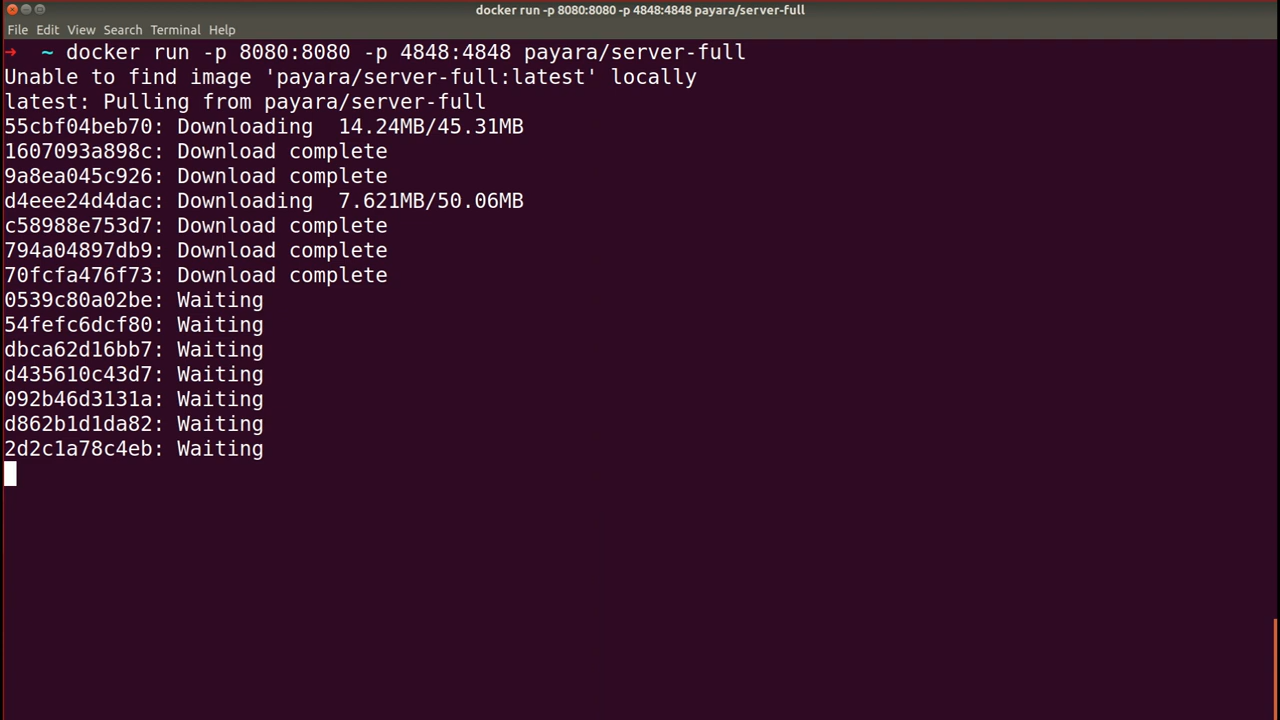 docker run -p 8080:8080 -p 4848:4848 payara/server-full
File Edit View Search Terminal Help
➜ ~ docker run -p 8080:8080 -p 4848:4848 payara/server-full
Unable to find image 'payara/server-full:latest' locally
latest: Pulling from payara/server-full
55cbf04beb70: Downloading 14.24MB/45.31MB
1607093a898c: Download complete
9a8ea045c926: Download complete
d4eee24d4dac: Downloading 7.621MB/50.06MB
c58988e753d7: Download complete
794a04897db9: Download complete
70fcfa476f73: Download complete
0539c80a02be: Waiting
54fefc6dcf80: Waiting
dbca62d16bb7: Waiting
d435610c43d7: Waiting
092b46d3131a: Waiting
d862b1d1da82: Waiting
2d2c1a78c4eb: Waiting